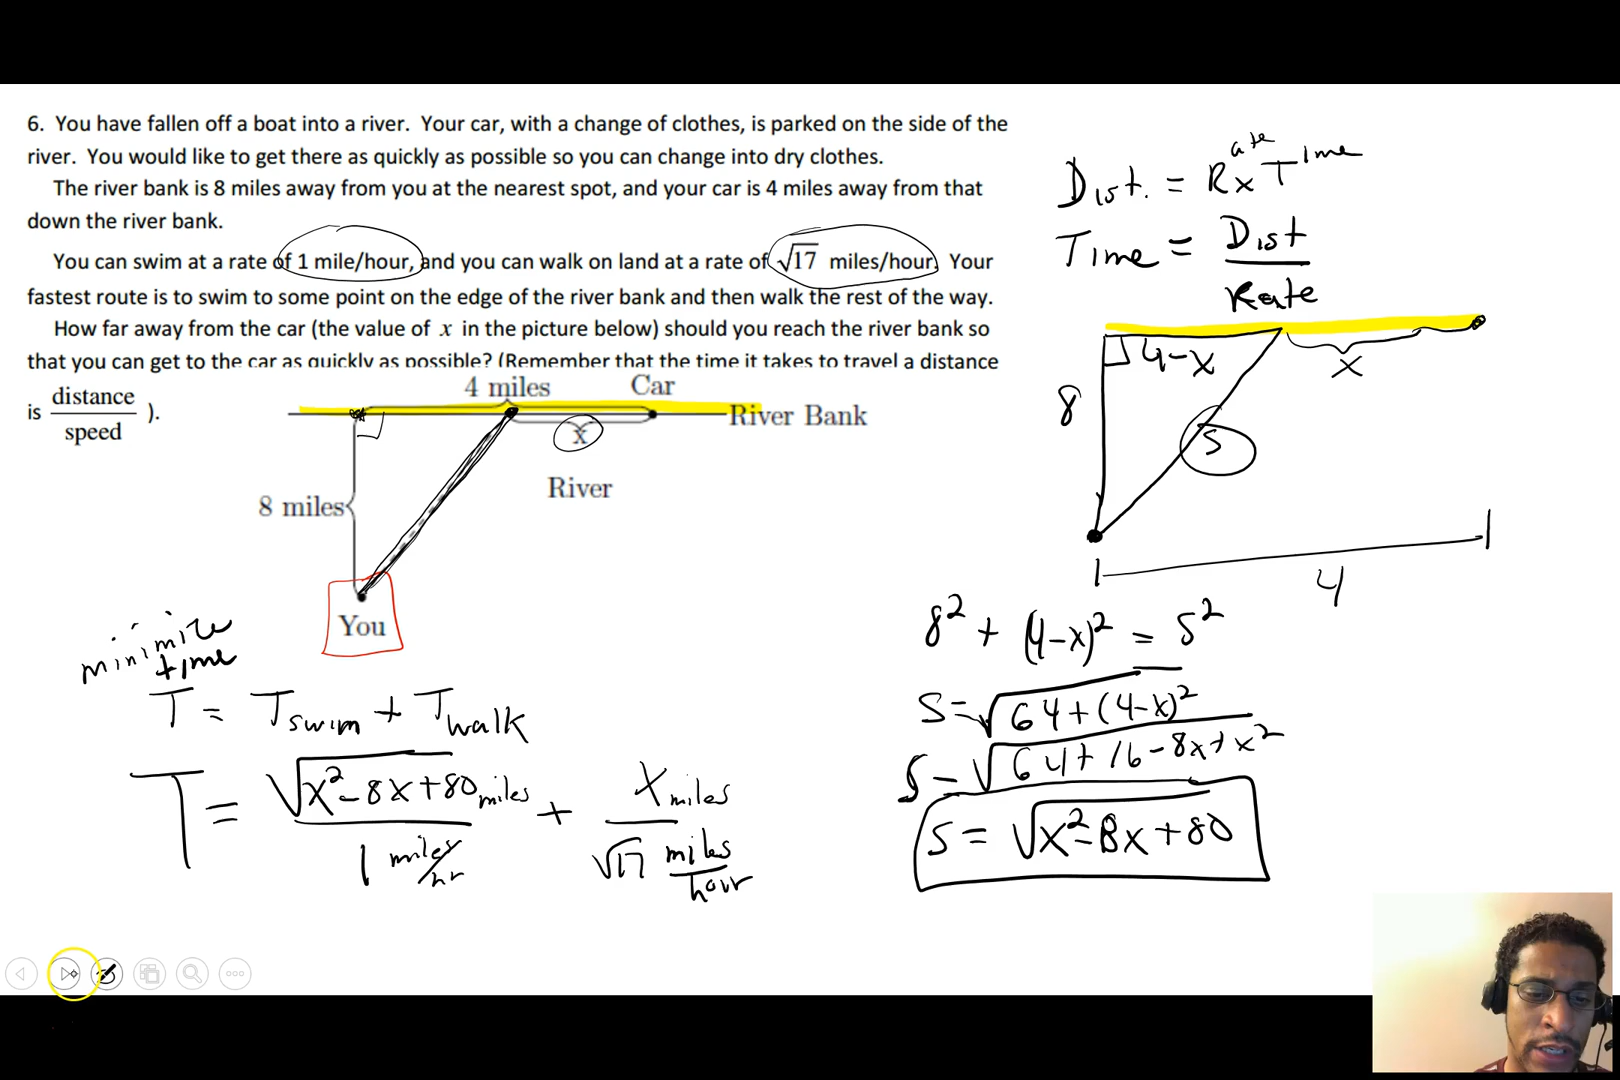 6. You have fallen off a boat into a river. Your car, with a change of clothes, is parked on the side of the
river. You would like to get there as quickly as possible so you can change into dry clothes.
The river bank is 8 miles away from you at the nearest spot, and your car is 4 miles away from that
down the river bank.
You can swim at a rate of 1 mile/hour, and you can walk on land at a rate of √17 miles/hour. Your
fastest route is to swim to some point on the edge of the river bank and then walk the rest of the way.
How far away from the car (the value of x in the picture below) should you reach the river bank so
that you can get to the car as quickly as possible? (Remember that the time it takes to travel a distance
is distance/speed ).
4 miles Car
River Bank
x
River
8 miles
You
minimize
time
T = Tswim + Twalk
T = √x²-8x+80 miles / 1 miles/hr + x miles / √17 miles/hour
Dist. = Rate x Time
Time = Dist / Rate
4-x
x
8
S
4
8² + (4-x)² = S²
S = √64+(4-x)²
S = √64+16-8x+x²
S = √x²-8x+80